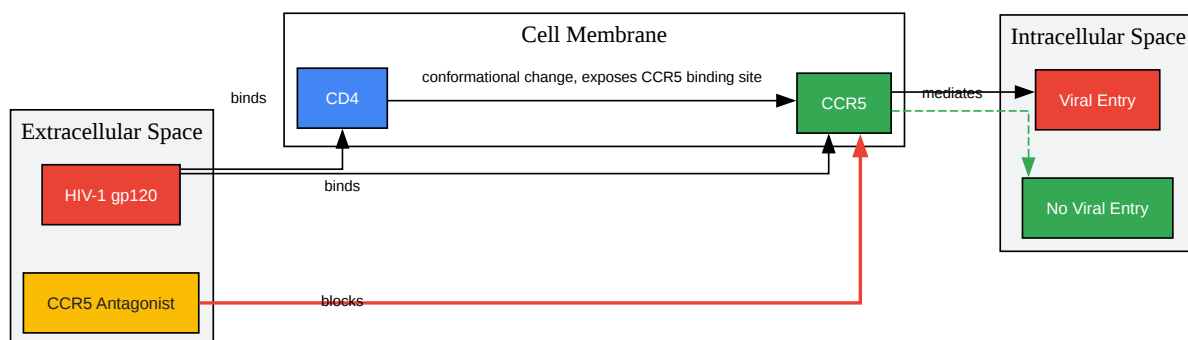 Cell Membrane
Intracellular Space
conformational change, exposes CCR5 binding site
CD4
CCR5
mediates
Viral Entry
binds
Extracellular Space
HIV-1 gp120
binds
No Viral Entry
CCR5 Antagonist
blocks